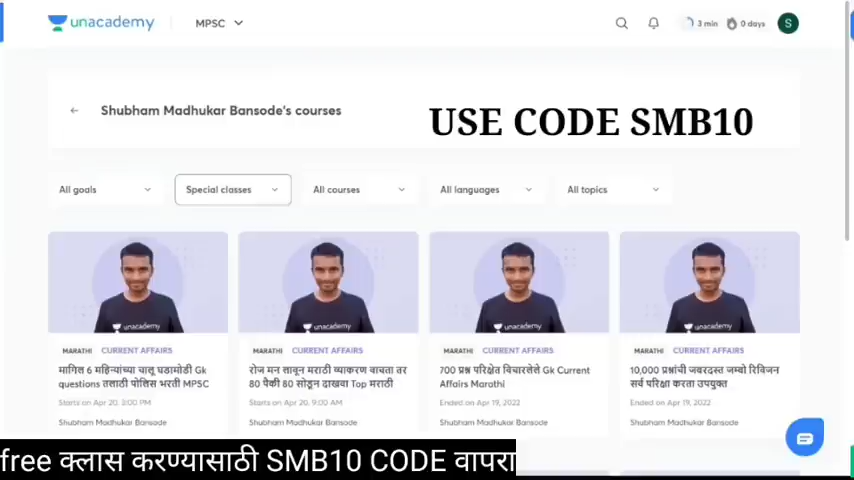 unacademy
MPSC
3 min
0 days
S
Shubham Madhukar Bansode's courses
USE CODE SMB10
All goals
Special classes
All courses
All languages
All topics
unacademy
unacademy
unacademy
unacademy
MARATHI CURRENT AFFAIRS
मागिल 6 महिन्यांच्या चालू घडामोडी Gk
questions तलाठी पोलिस भरती MPSC
Starts on Apr 20, 3:00 PM
Shubham Madhukar Bansode
MARATHI CURRENT AFFAIRS
रोज मन लावून मराठी व्याकरण वाचता तर
80 पैकी 80 सोडून दाखवा Top मराठी
Starts on Apr 20, 9:00 AM
Shubham Madhukar Bansode
MARATHI CURRENT AFFAIRS
700 प्रश्न परिक्षेत विचारलेले Gk Current
Affairs Marathi
Ended on Apr 19, 2022
Shubham Madhukar Bansode
MARATHI CURRENT AFFAIRS
10,000 प्रश्नांची जबरदस्त जम्बो रिविजन
सर्व परिक्षा करता उपयुक्त
Ended on Apr 19, 2022
Shubham Madhukar Bansode
free क्लास करण्यासाठी SMB10 CODE वापरा